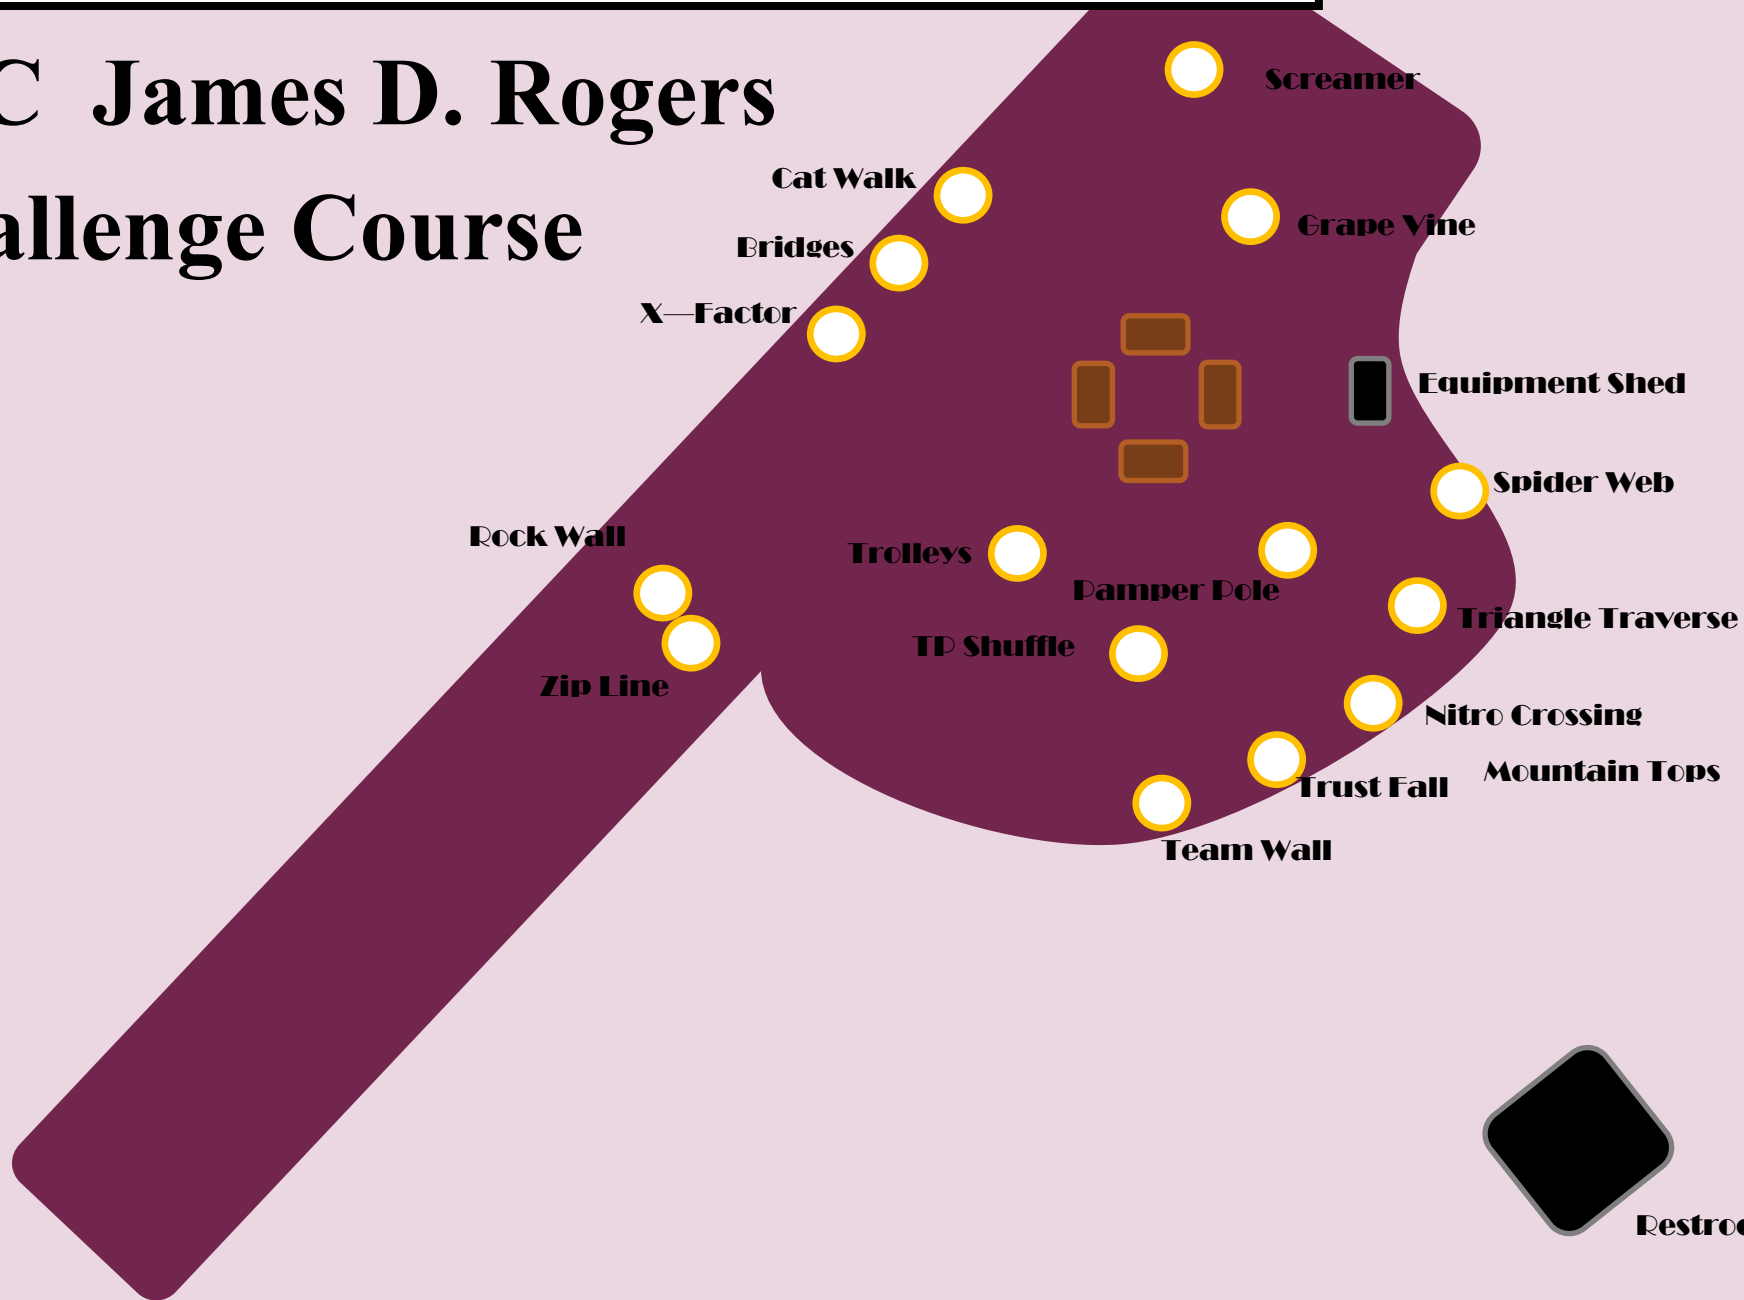 C James D. Rogers
allenge Course
Screamer
Cat Walk
Grape Vine
Bridges
X—Factor
Equipment Shed
Spider Web
Rock Wall
Trolleys
Pamper Pole
Triangle Traverse
TP Shuffle
Zip Line
Nitro Crossing
Mountain Tops
Trust Fall
Team Wall